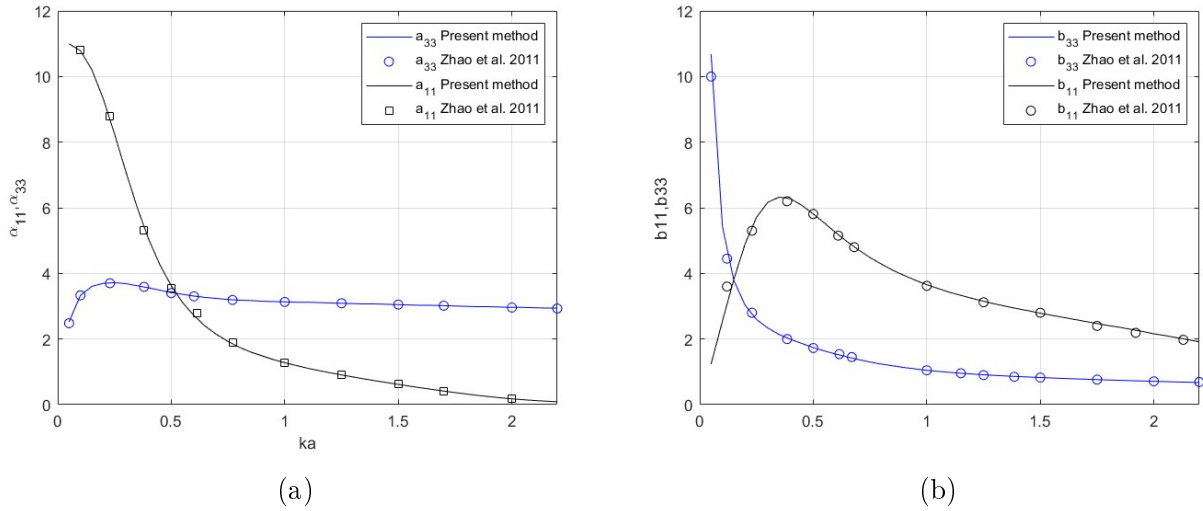 12
10
8
6
4
2
0
0
0.5
1
1.5
2
ka
α11,α33
a33 Present method
a33 Zhao et al. 2011
a11 Present method
a11 Zhao et al. 2011
(a)
12
10
8
6
4
2
0
0
0.5
1
1.5
2
b11,b33
b33 Present method
b33 Zhao et al. 2011
b11 Present method
b11 Zhao et al. 2011
(b)